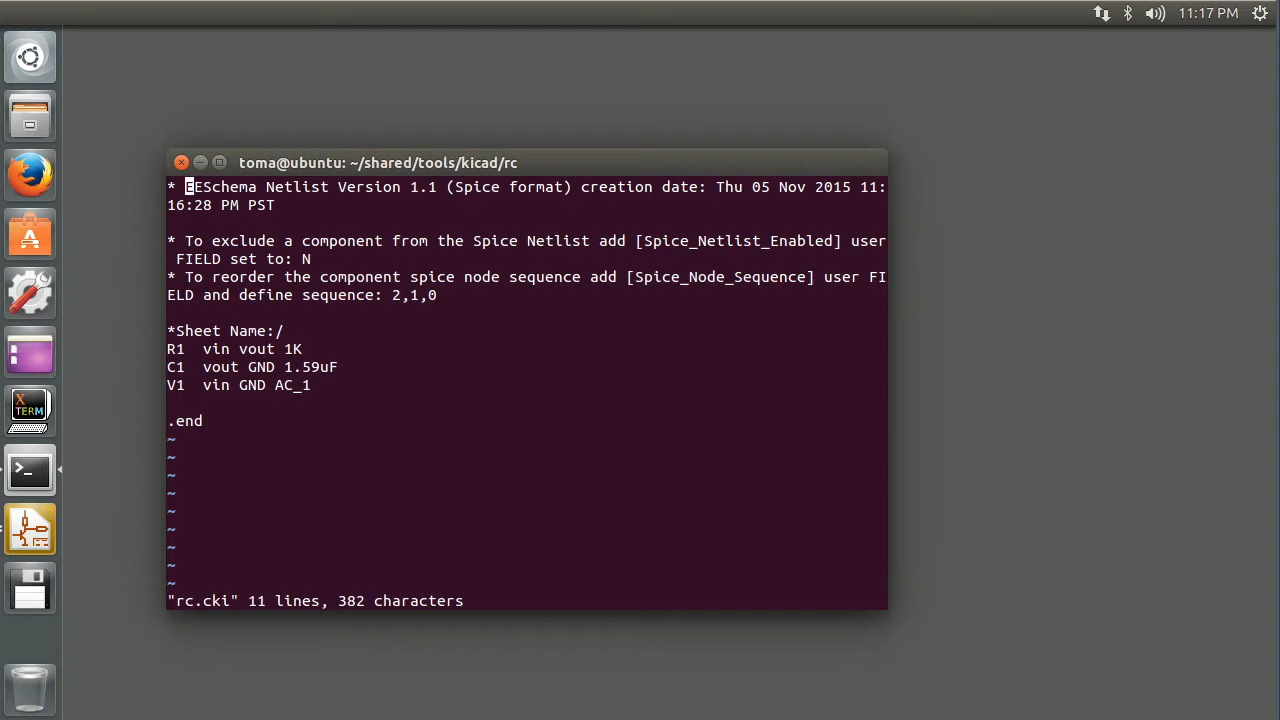 11:17 PM
toma@ubuntu: ~/shared/tools/kicad/rc
* EESchema Netlist Version 1.1 (Spice format) creation date: Thu 05 Nov 2015 11:
16:28 PM PST
* To exclude a component from the Spice Netlist add [Spice_Netlist_Enabled] user
FIELD set to: N
* To reorder the component spice node sequence add [Spice_Node_Sequence] user FI
ELD and define sequence: 2,1,0
*Sheet Name:/
R1  vin vout 1K
C1  vout GND 1.59uF
V1  vin GND AC_1
.end
~
~
~
~
~
~
~
~
~
"rc.cki" 11 lines, 382 characters
X
TERM
>_